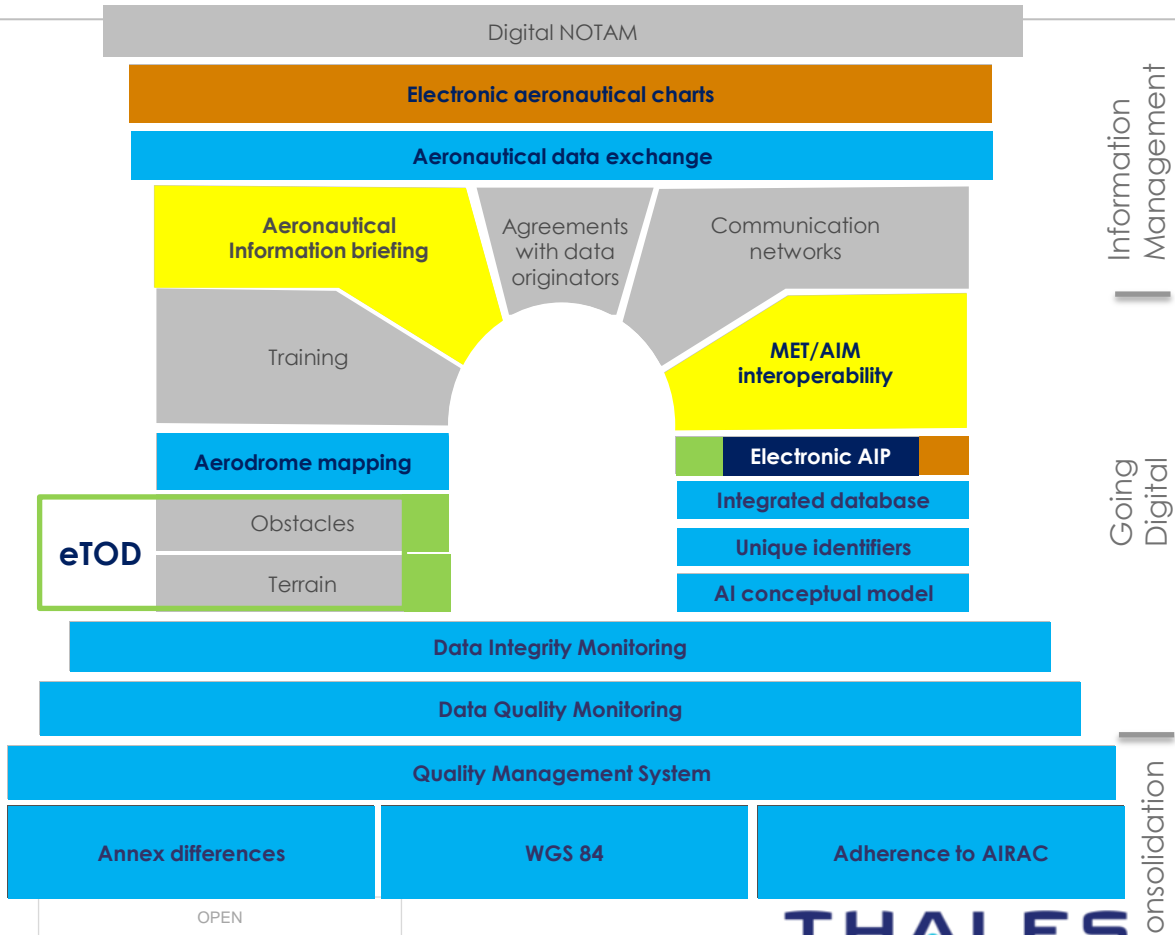 Digital NOTAM
Electronic aeronautical charts
Aeronautical data exchange
Aeronautical
Information briefing
Agreements
with data
originators
Communication
networks
Information
Management
Training
MET/AIM
interoperability
Aerodrome mapping
Electronic AIP
Obstacles
Integrated database
eTOD
Unique identifiers
Terrain
AI conceptual model
Going
Digital
Data Integrity Monitoring
Data Quality Monitoring
Quality Management System
Annex differences
WGS 84
Adherence to AIRAC
onsolidation
OPEN
THALES